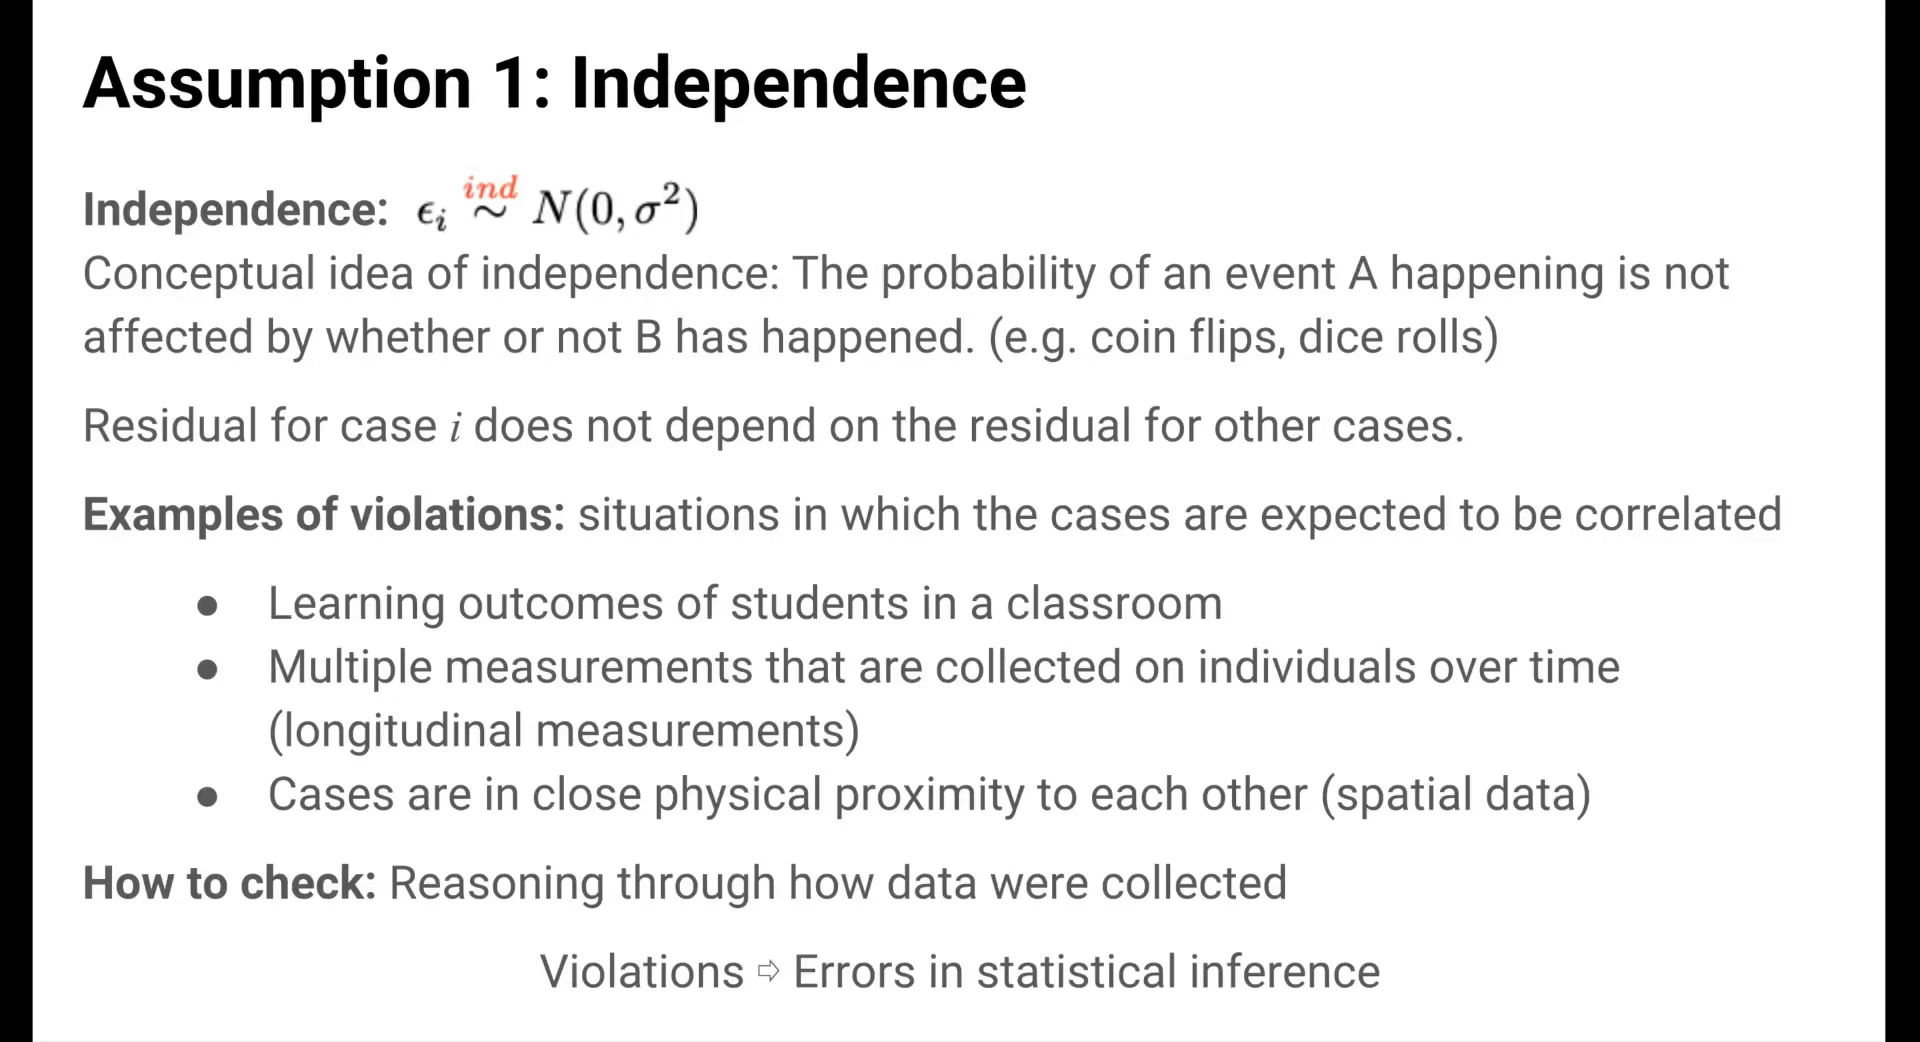 Assumption 1: Independence
Independence: ϵᵢ ind ~ N(0, σ²)
Conceptual idea of independence: The probability of an event A happening is not
affected by whether or not B has happened. (e.g. coin flips, dice rolls)
Residual for case i does not depend on the residual for other cases.
Examples of violations: situations in which the cases are expected to be correlated
● Learning outcomes of students in a classroom
● Multiple measurements that are collected on individuals over time
(longitudinal measurements)
● Cases are in close physical proximity to each other (spatial data)
How to check: Reasoning through how data were collected
Violations ⇨ Errors in statistical inference